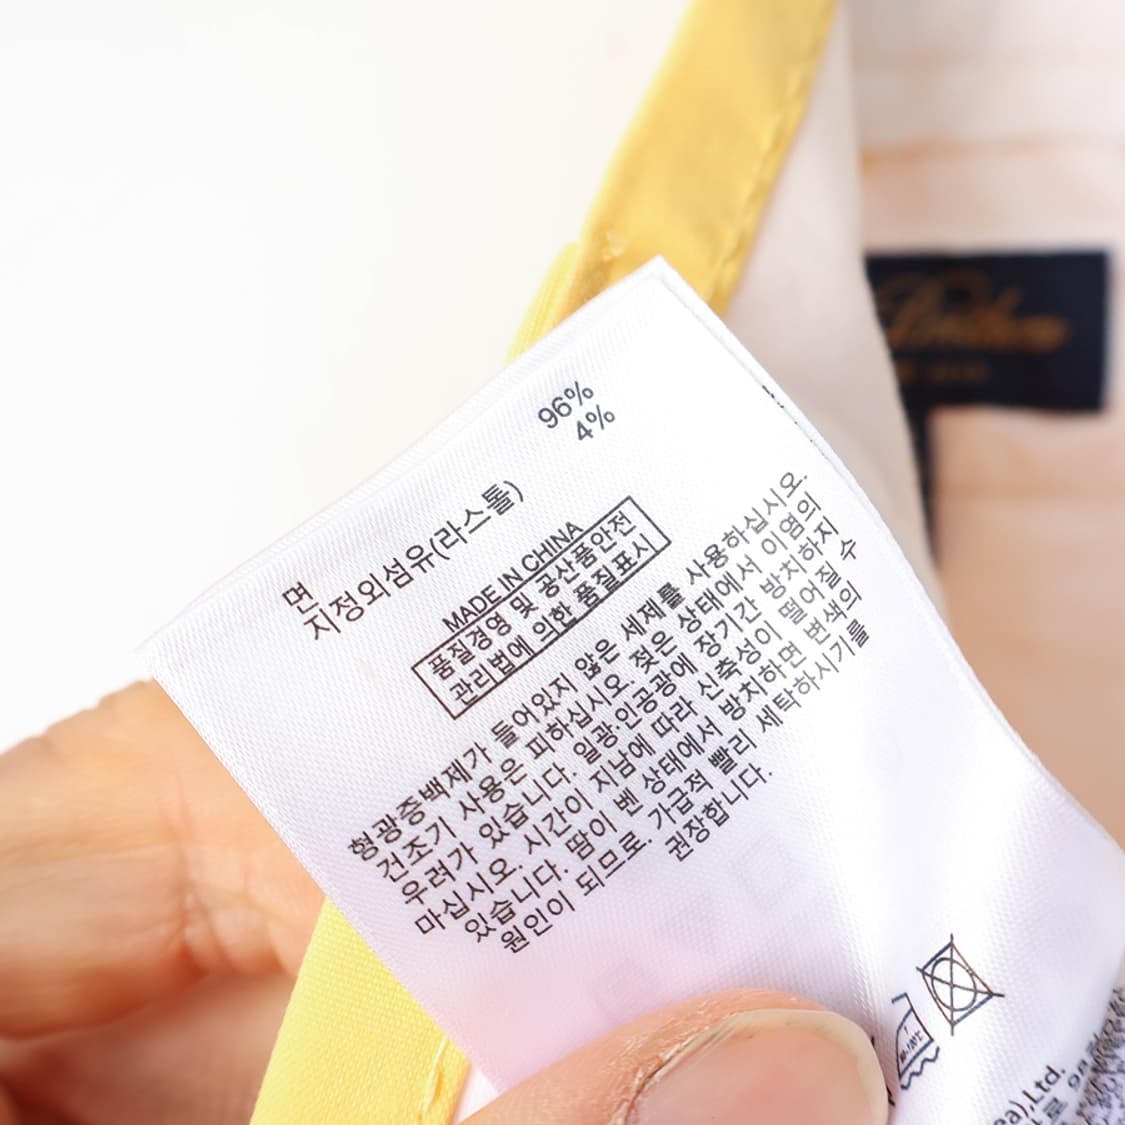 면 96%
지정외섬유(라스톨) 4%
MADE IN CHINA
품질경영 및 공산품안전
관리법에 의한 품질표시
형광증백제가 들어있지 않은 세제를 사용하십시오.
건조기 사용은 피하십시오. 젖은 상태에서 이염의
우려가 있습니다. 일광·인공광에 장기간 방치하지
마십시오. 시간이 지남에 따라 신축성이 떨어질 수
있습니다. 땀이 벤 상태에서 방치하면 변색의
원인이 되므로. 가급적 빨리 세탁하시기를
권장합니다.
Ltd.